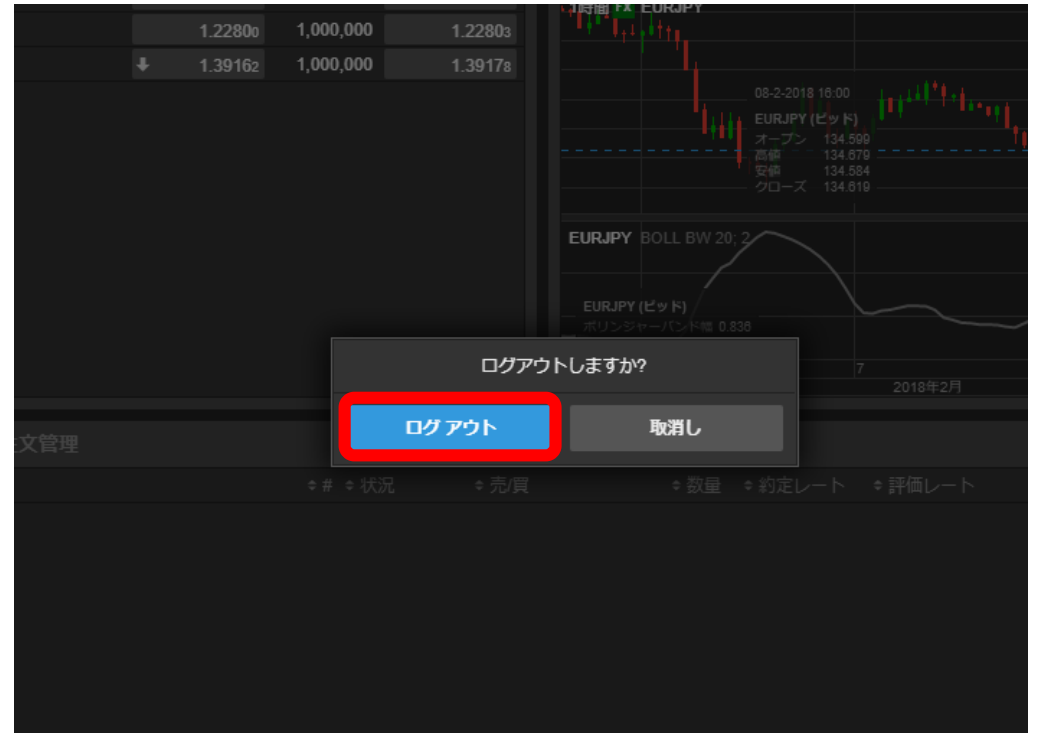 1時間 FX EURJPY
1.22800 1,000,000 1.22803
1.39162 1,000,000 1.39178
08-2-2018 16:00
EURJPY (ビッド)
オープン 134.599
高値 134.679
安値 134.584
クローズ 134.619
EURJPY BOLL BW 20; 2
EURJPY (ビッド)
ボリンジャーバンド幅 0.836
7
2018年2月
ログアウトしますか?
ログ アウト 取消し
文管理
# 状況 売/買 数量 約定レート 評価レート